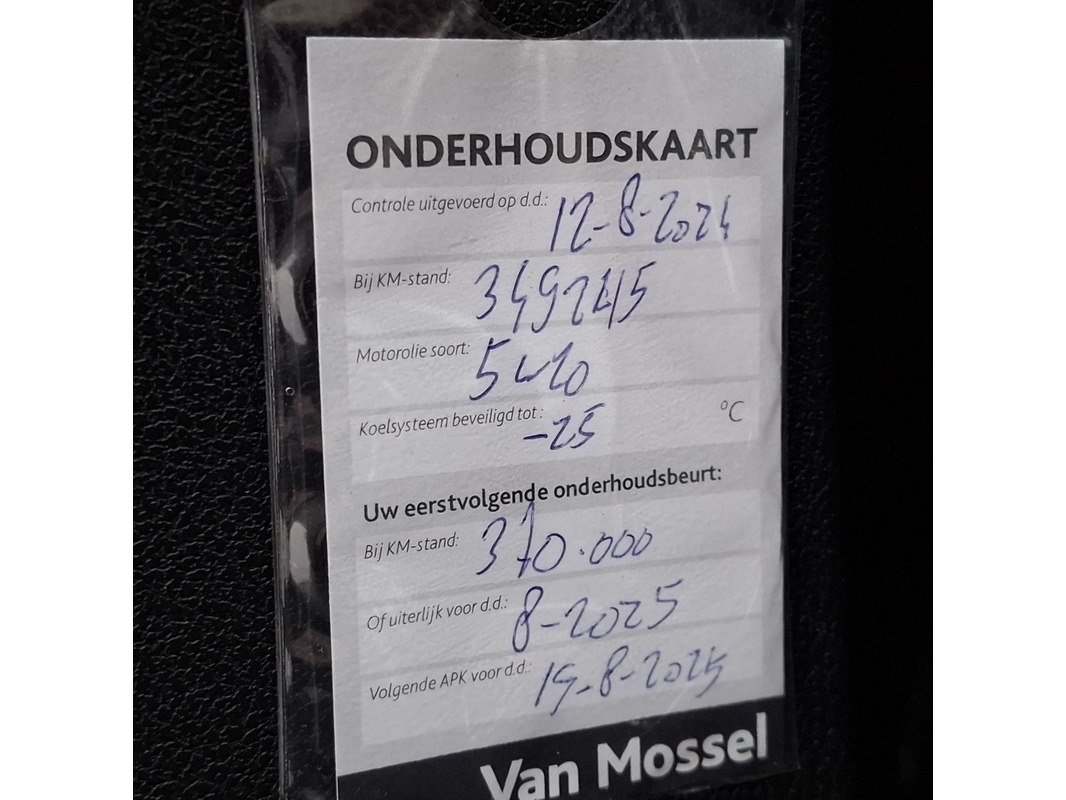 ONDERHOUDSKAART
Controle uitgevoerd op d.d.: 12-8-2024
Bij KM-stand: 349245
Motorolie soort: 5w20
Koelsysteem beveiligd tot: -25 °C
Uw eerstvolgende onderhoudsbeurt:
Bij KM-stand: 370.000
Of uiterlijk voor d.d.: 8-2025
Volgende APK voor d.d.: 19-8-2025
Van Mossel